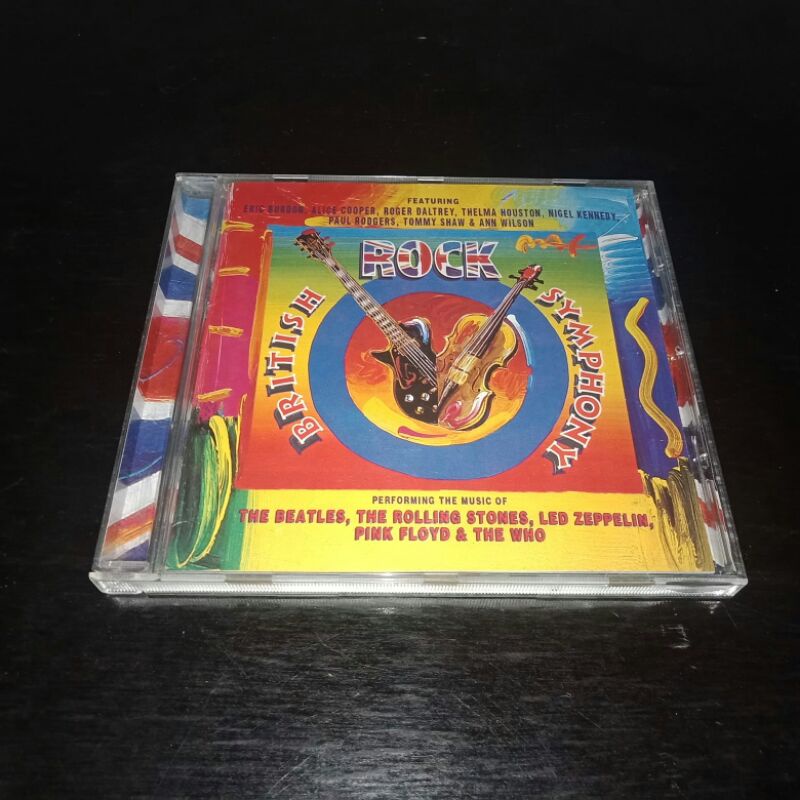 FEATURING
ERIC BURDON, ALICE COOPER, ROGER DALTREY, THELMA HOUSTON, NIGEL KENNEDY,
PAUL RODGERS, TOMMY SHAW & ANN WILSON
BRITISH
ROCK
SYMPHONY
PERFORMING THE MUSIC OF
THE BEATLES, THE ROLLING STONES, LED ZEPPELIN,
PINK FLOYD & THE WHO